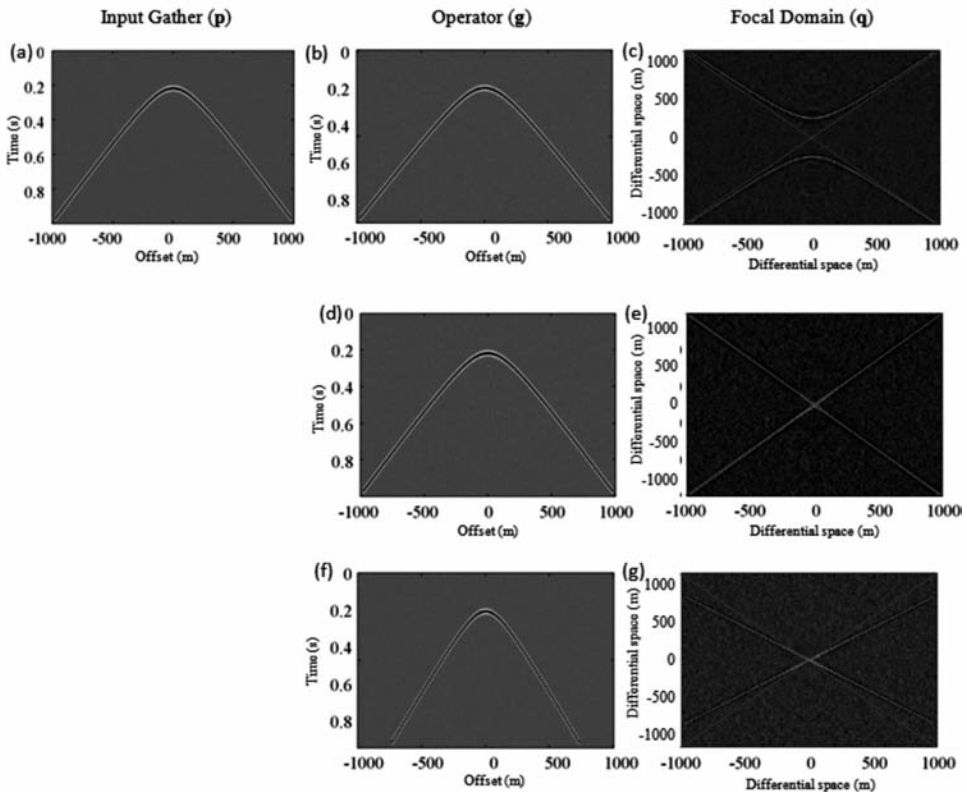 Input Gather (p)
Operator (g)
Focal Domain (q)
(a)
0
0.2
0.4
0.6
0.8
Time (s)
-1000
-500
0
500
1000
Offset (m)
(b)
0
0.2
0.4
0.6
0.8
Time (s)
-1000
-500
0
500
1000
Offset (m)
(c)
1000
500
0
-500
-1000
Differential space (m)
-1000
-500
0
500
1000
Differential space (m)
(d)
0
0.2
0.4
0.6
0.8
Time (s)
-1000
-500
0
500
1000
Offset (m)
(e)
1000
500
0
-500
-1000
Differential space (m)
-1000
-500
0
500
1000
Differential space (m)
(f)
0
0.2
0.4
0.6
0.8
Time (s)
-1000
-500
0
500
1000
Offset (m)
(g)
1000
500
0
-500
-1000
Differential space (m)
-1000
-500
0
500
1000
Differential space (m)